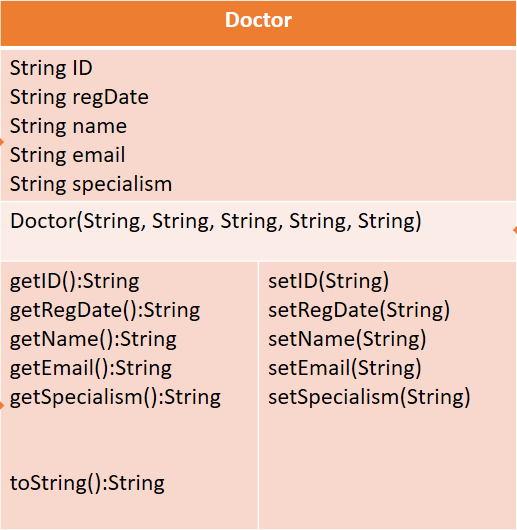 Doctor
String ID
String regDate
String name
String email
String specialism
Doctor(String, String, String, String, String)
getID():String
getRegDate():String
getName():String
getEmail():String
getSpecialism():String
toString():String
setID(String)
setRegDate(String)
setName(String)
setEmail(String)
setSpecialism(String)